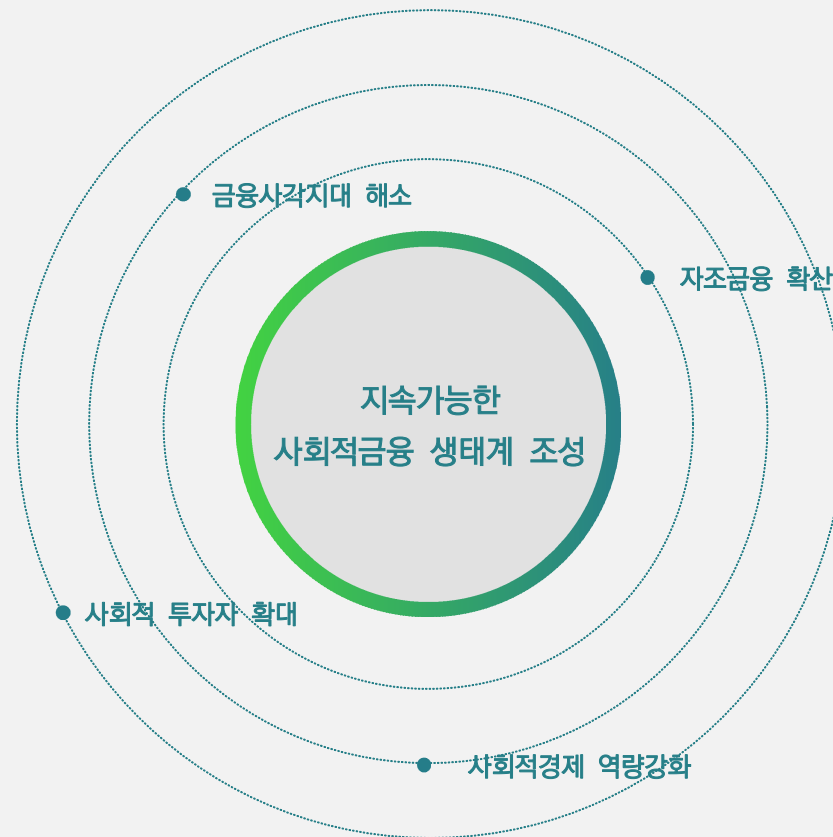 금융사각지대 해소
자조금융 확산
지속가능한
사회적금융 생태계 조성
사회적 투자자 확대
사회적경제 역량강화